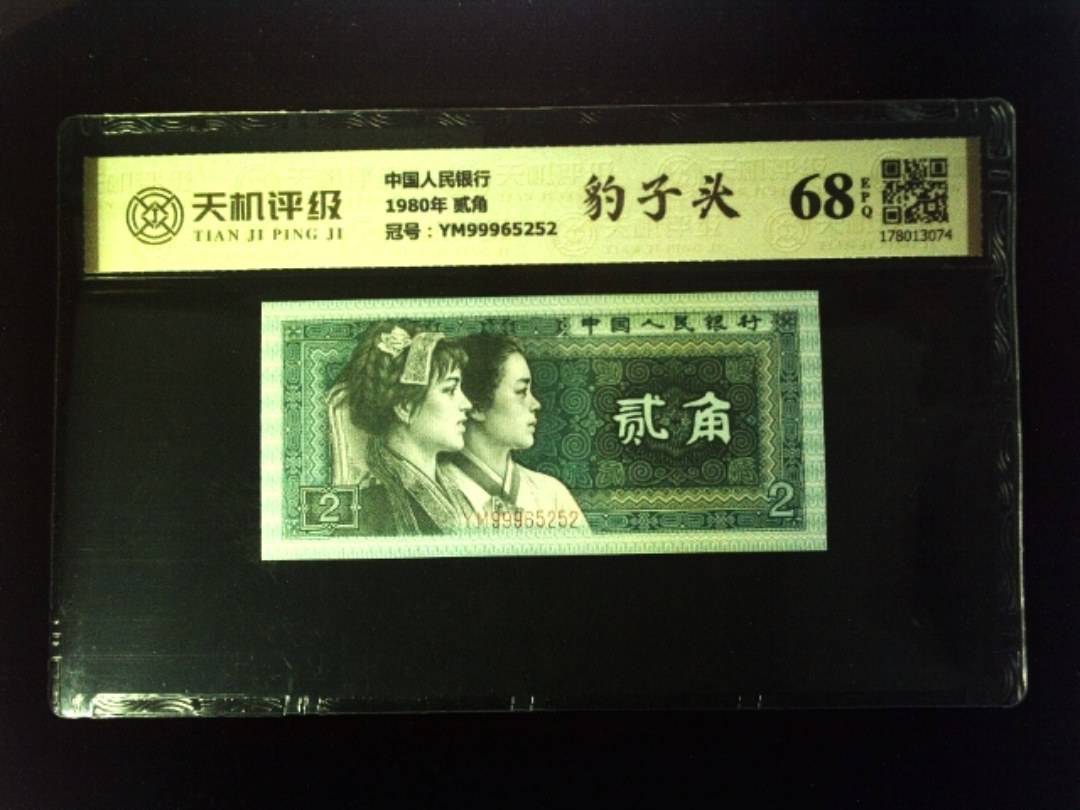 天机评级
TIAN JI PING JI
中国人民银行
1980年 贰角
冠号：YM99965252
豹子头
68
EPQ
178013074
中国人民银行
贰角
2
2
YM99965252